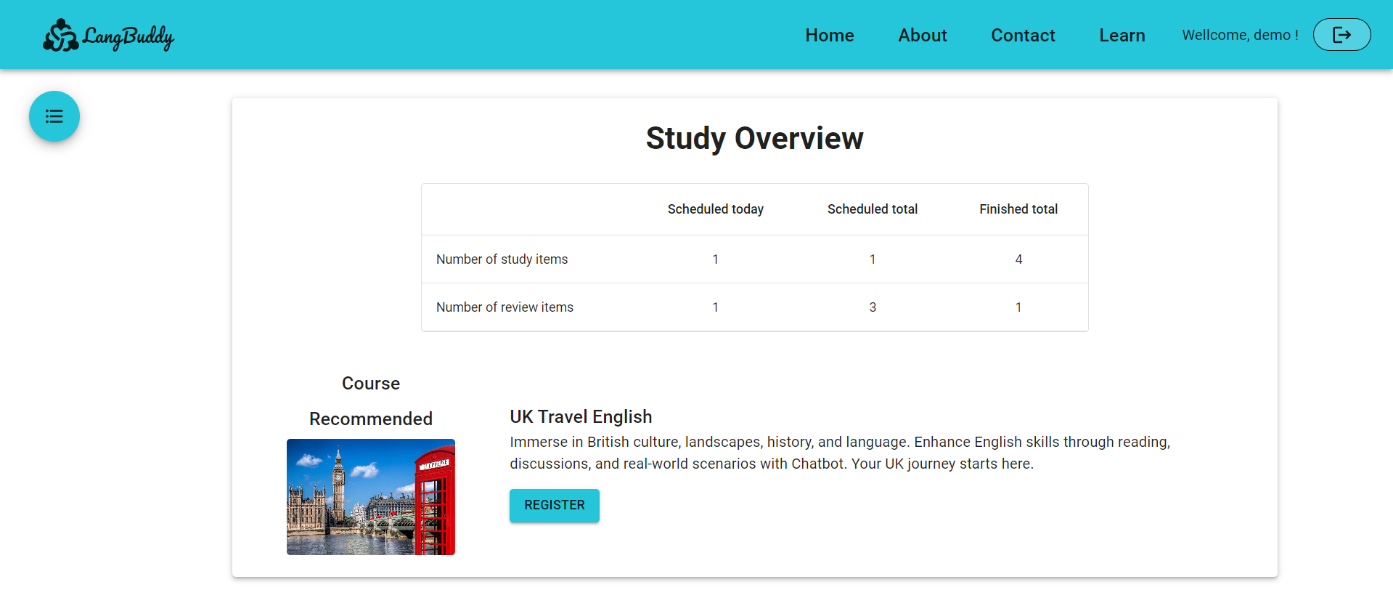 LangBuddy
Home About Contact Learn Wellcome, demo !
Study Overview
Scheduled today Scheduled total Finished total
Number of study items 1 1 4
Number of review items 1 3 1
Course
Recommended
TELEPHONE
UK Travel English
Immerse in British culture, landscapes, history, and language. Enhance English skills through reading,
discussions, and real-world scenarios with Chatbot. Your UK journey starts here.
REGISTER